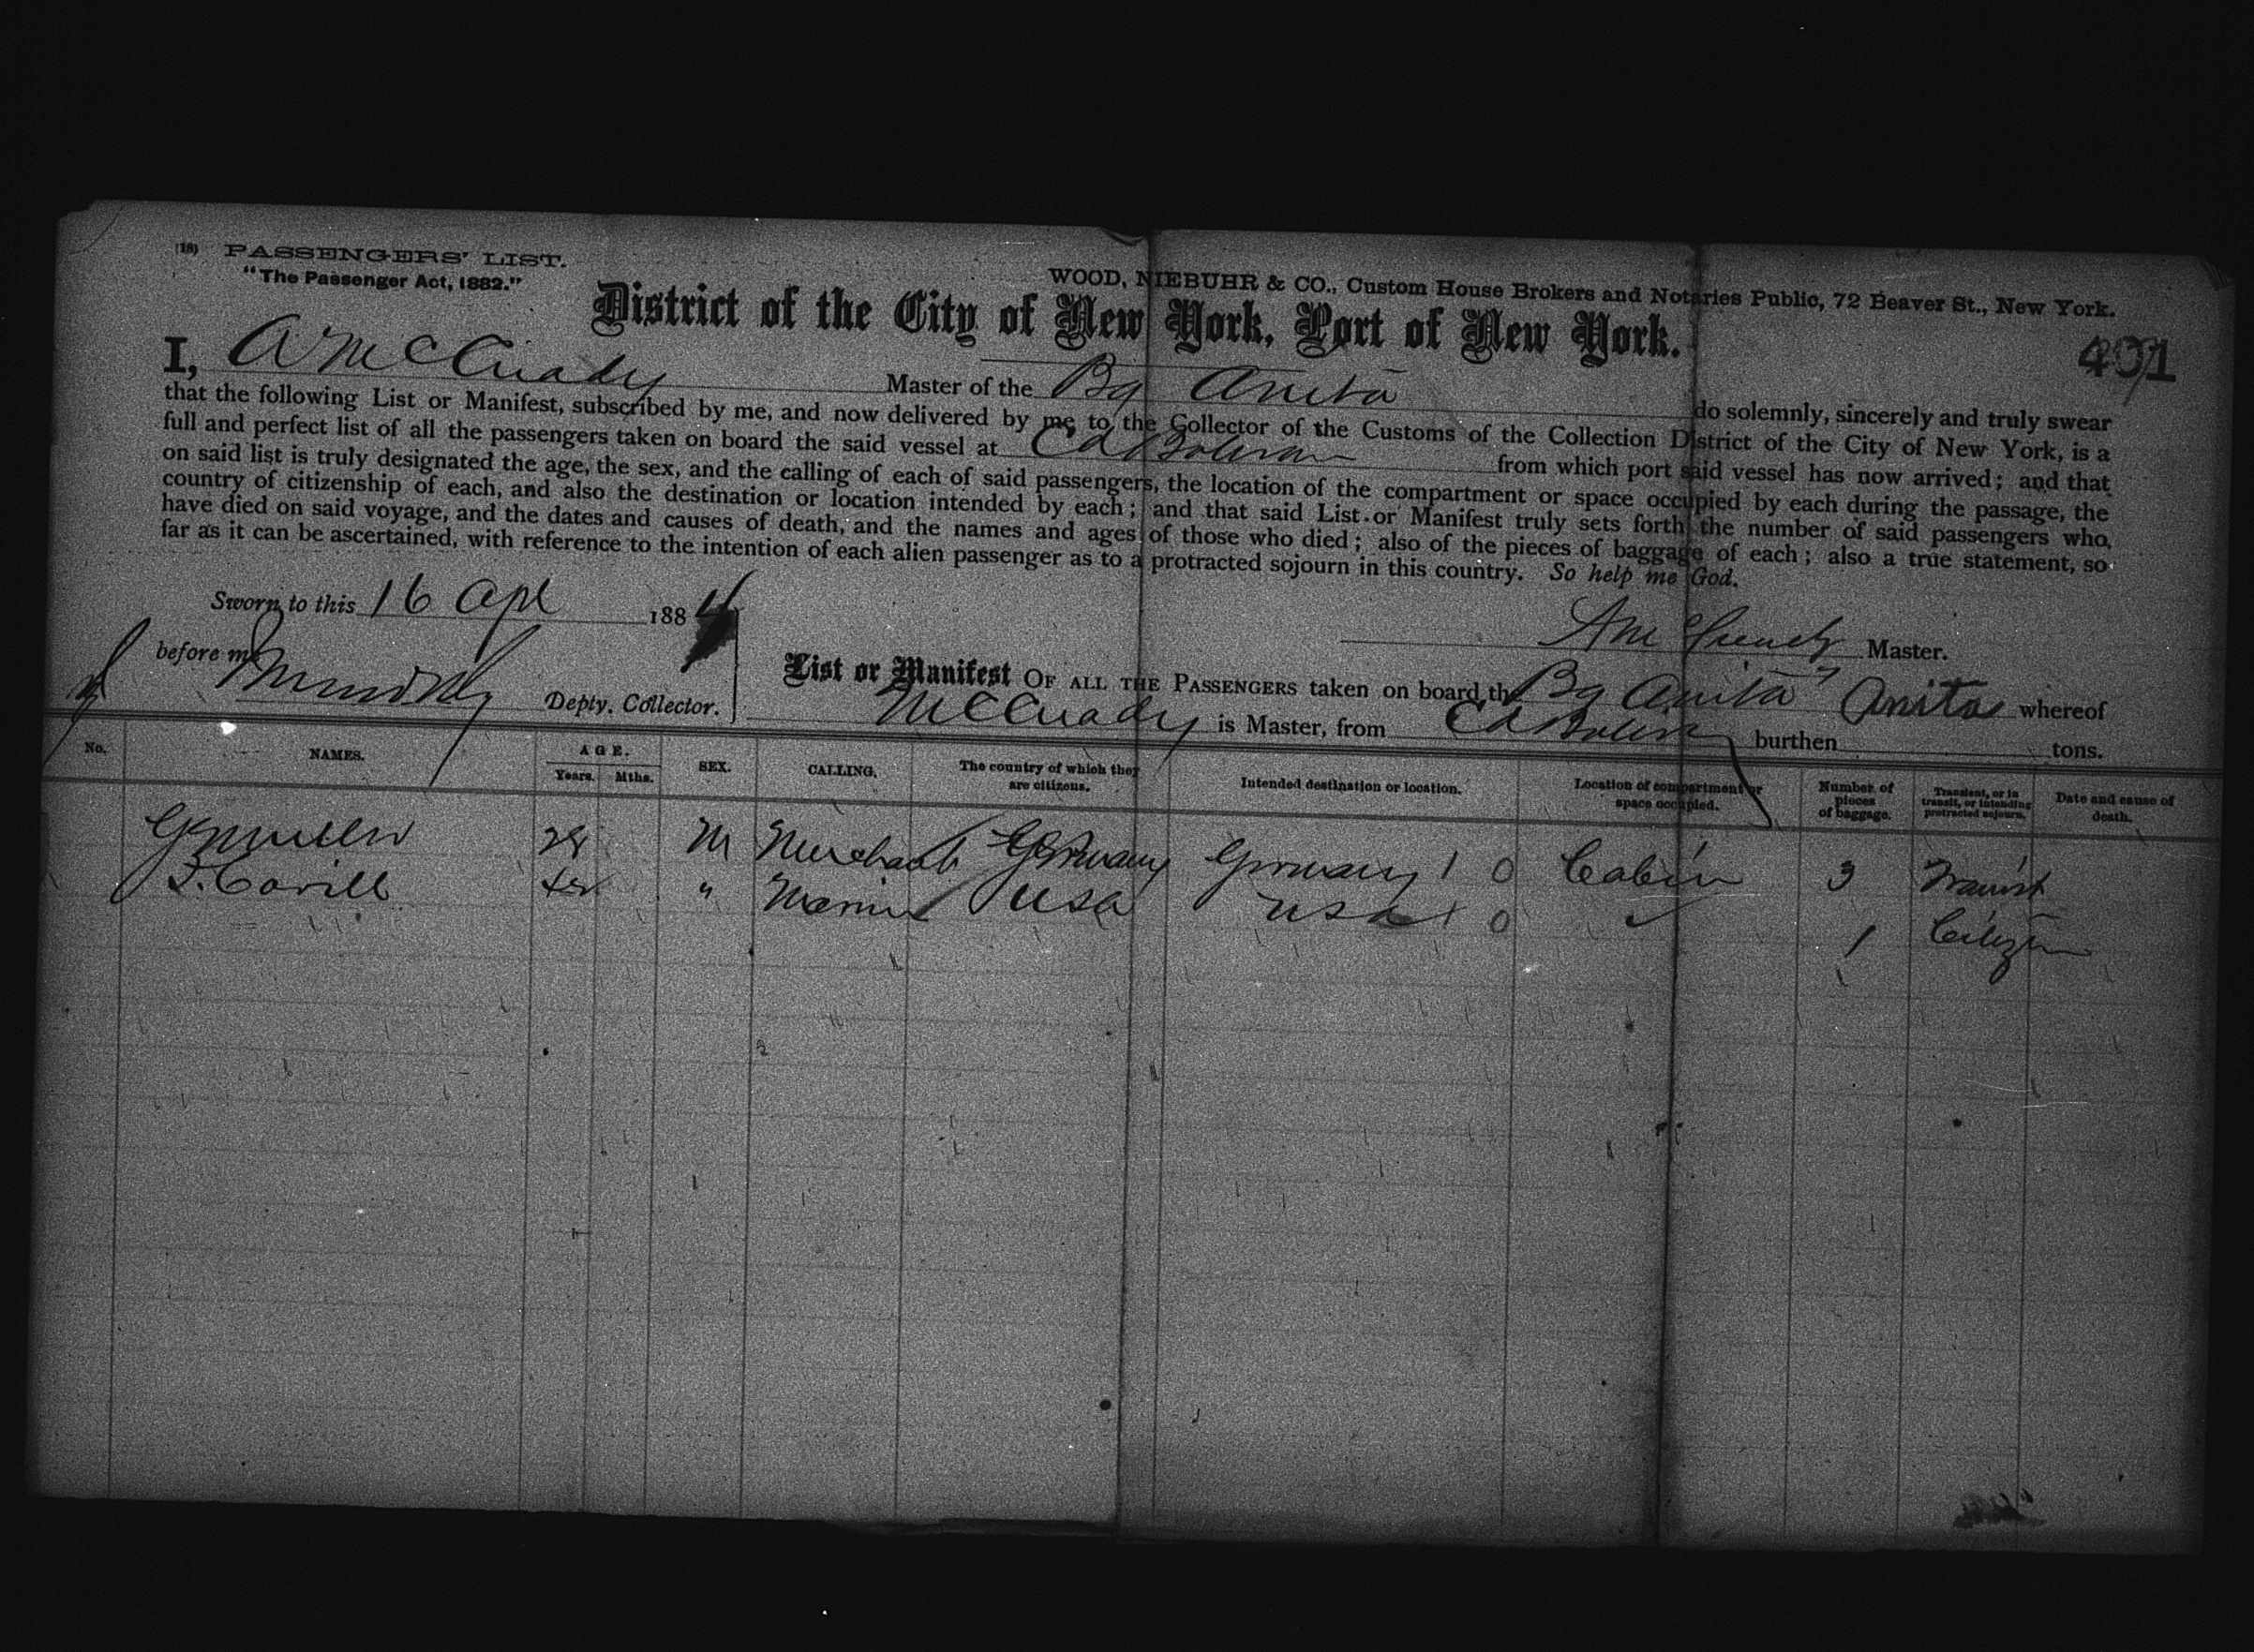 (18) PASSENGERS' LIST.
"The Passenger Act, 1882."
WOOD, NIEBUHR & CO., Custom House Brokers and Notaries Public, 72 Beaver St., New York.
District of the City of New York, Port of New York.
401
I, A McCready Master of the Bg Anita do solemnly, sincerely and truly swear
that the following List or Manifest, subscribed by me, and now delivered by me to the Collector of the Customs of the Collection District of the City of New York, is a
full and perfect list of all the passengers taken on board the said vessel at Cd Bolivar from which port said vessel has now arrived; and that
on said list is truly designated the age, the sex, and the calling of each of said passengers, the location of the compartment or space occupied by each during the passage, the
country of citizenship of each, and also the destination or location intended by each; and that said List or Manifest truly sets forth the number of said passengers who
have died on said voyage, and the dates and causes of death, and the names and ages of those who died; also of the pieces of baggage of each; also a true statement, so
far as it can be ascertained, with reference to the intention of each alien passenger as to a protracted sojourn in this country. So help me God.
Sworn to this 16 Apl 1884
before me
Depty. Collector.
Master.
List or Manifest OF ALL THE PASSENGERS taken on board the Bg Anita Anita whereof
McCready is Master, from Cd Bolivar burthen tons.
No. NAMES. AGE. Years. Mths. SEX. CALLING. The country of which they are citizens. Intended destination or location. Location of compartment or space occupied. Number of pieces of baggage. Transient, or in transit, or intending protracted sojourn. Date and cause of death.
28 M Merchant Germany Germany 1 0 Cabin 3 Transit
" USA USA 1 0 1 Citizen